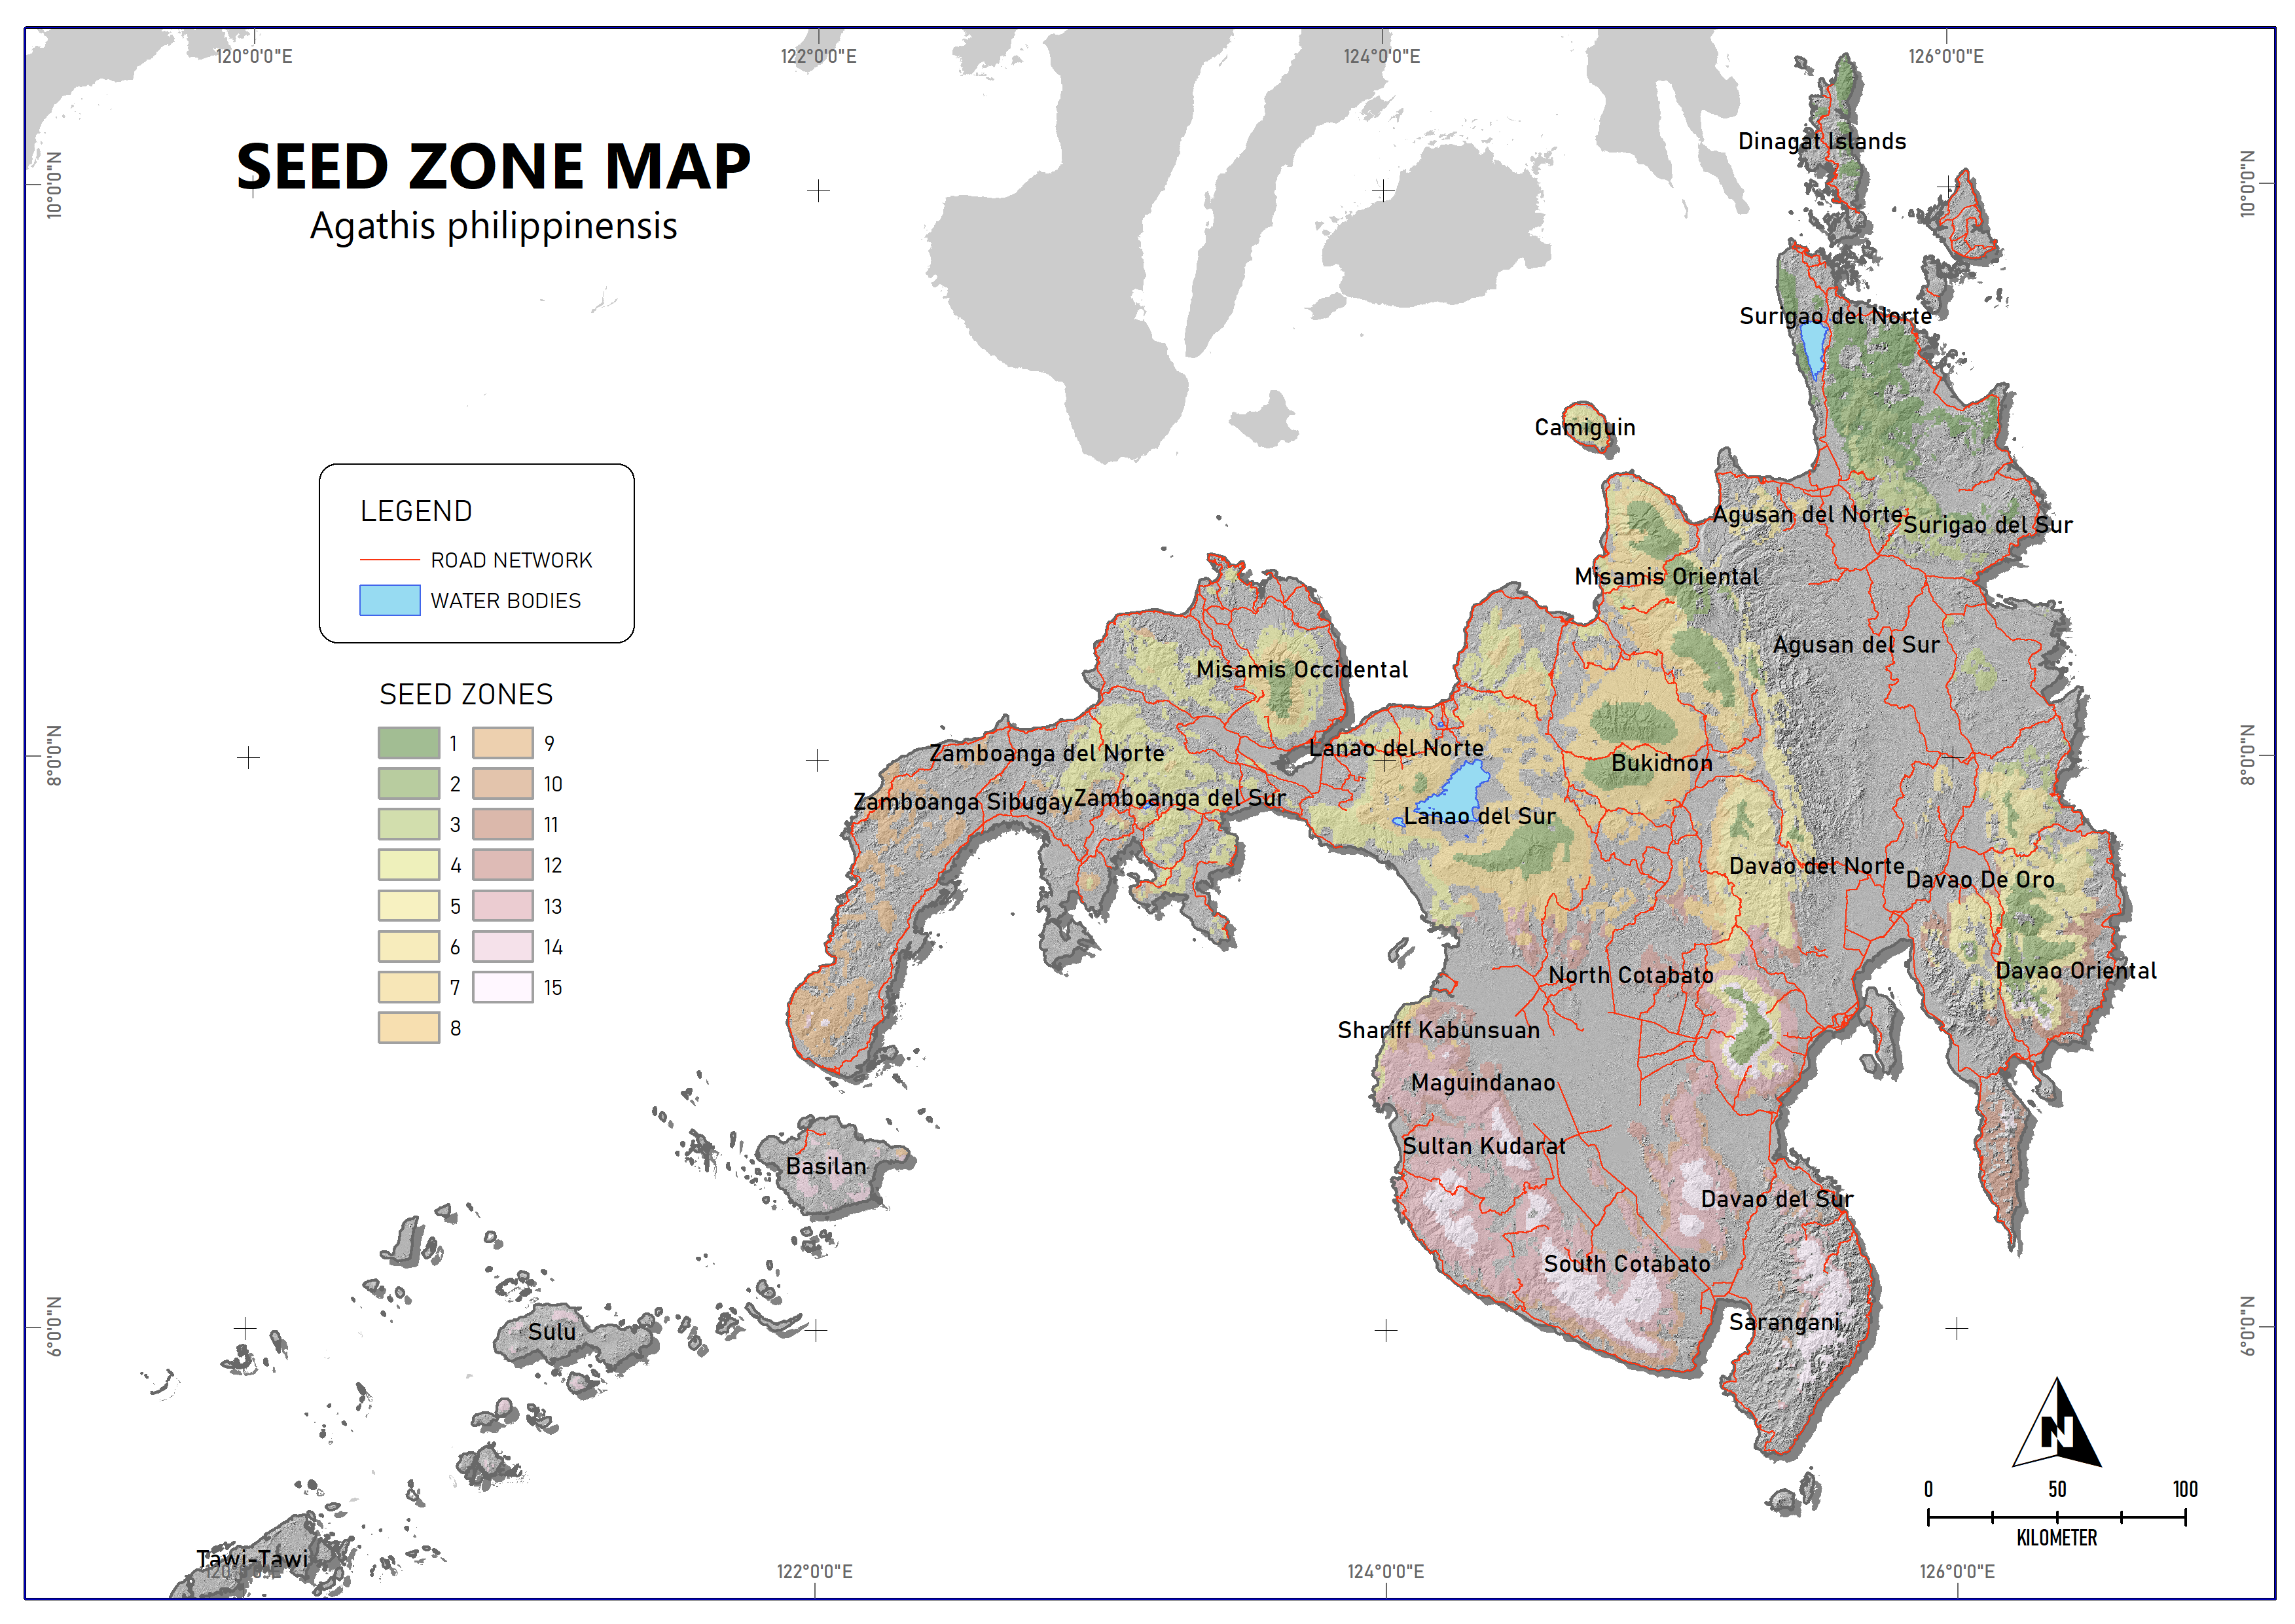 120°0'0"E
122°0'0"E
124°0'0"E
126°0'0"E
SEED ZONE MAP
Agathis philippinensis
10°0'0"N
10°0'0"N
Dinagat Islands
Surigao del Norte
Camiguin
LEGEND
ROAD NETWORK
WATER BODIES
Agusan del Norte
Surigao del Sur
Misamis Oriental
Agusan del Sur
Misamis Occidental
SEED ZONES
1
9
2
10
3
11
4
12
5
13
6
14
7
15
8
8°0'0"N
8°0'0"N
Zamboanga del Norte
Lanao del Norte
Bukidnon
Zamboanga Sibugay
Zamboanga del Sur
Lanao del Sur
Davao del Norte
Davao De Oro
Davao Oriental
North Cotabato
Shariff Kabunsuan
Maguindanao
Sultan Kudarat
Basilan
Davao del Sur
South Cotabato
Sulu
Sarangani
6°0'0"N
6°0'0"N
N
0 50 100
KILOMETER
Tawi-Tawi
120°0'0"E
122°0'0"E
124°0'0"E
126°0'0"E